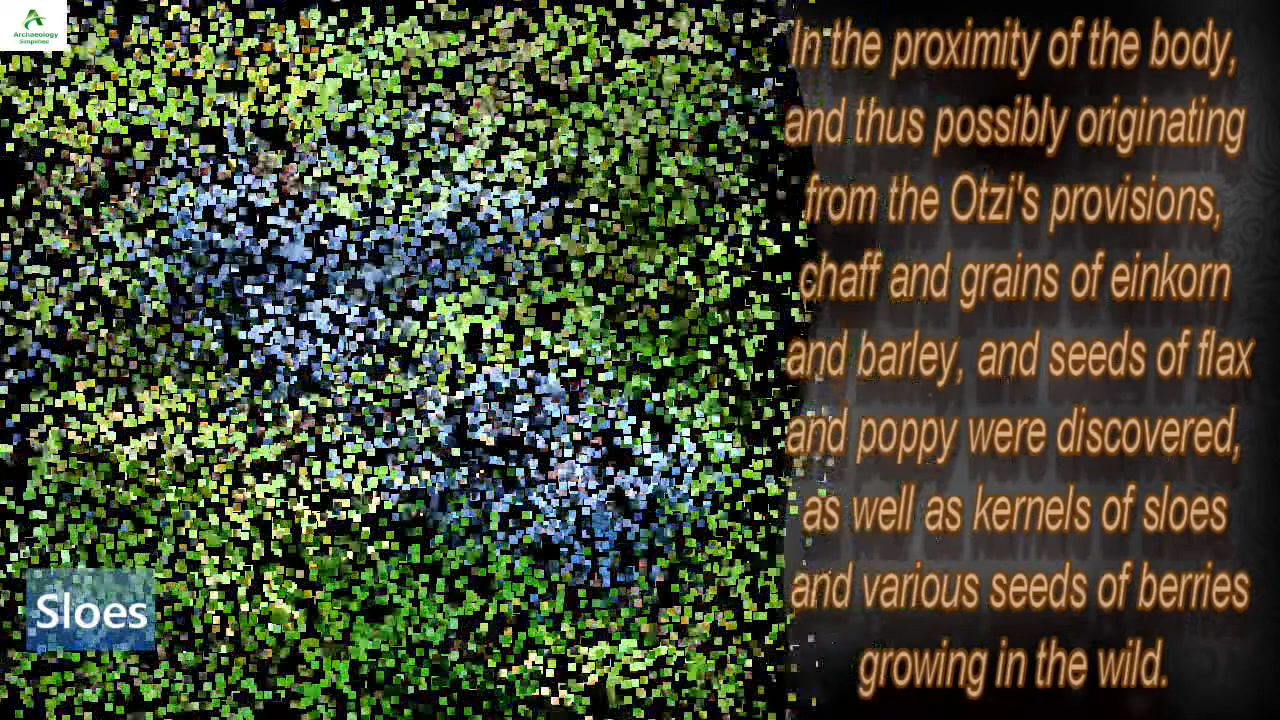 Archaeology
Simplified
In the proximity of the body,
and thus possibly originating
from the Otzi's provisions,
chaff and grains of einkorn
and barley, and seeds of flax
and poppy were discovered,
as well as kernels of sloes
and various seeds of berries
growing in the wild.
Sloes